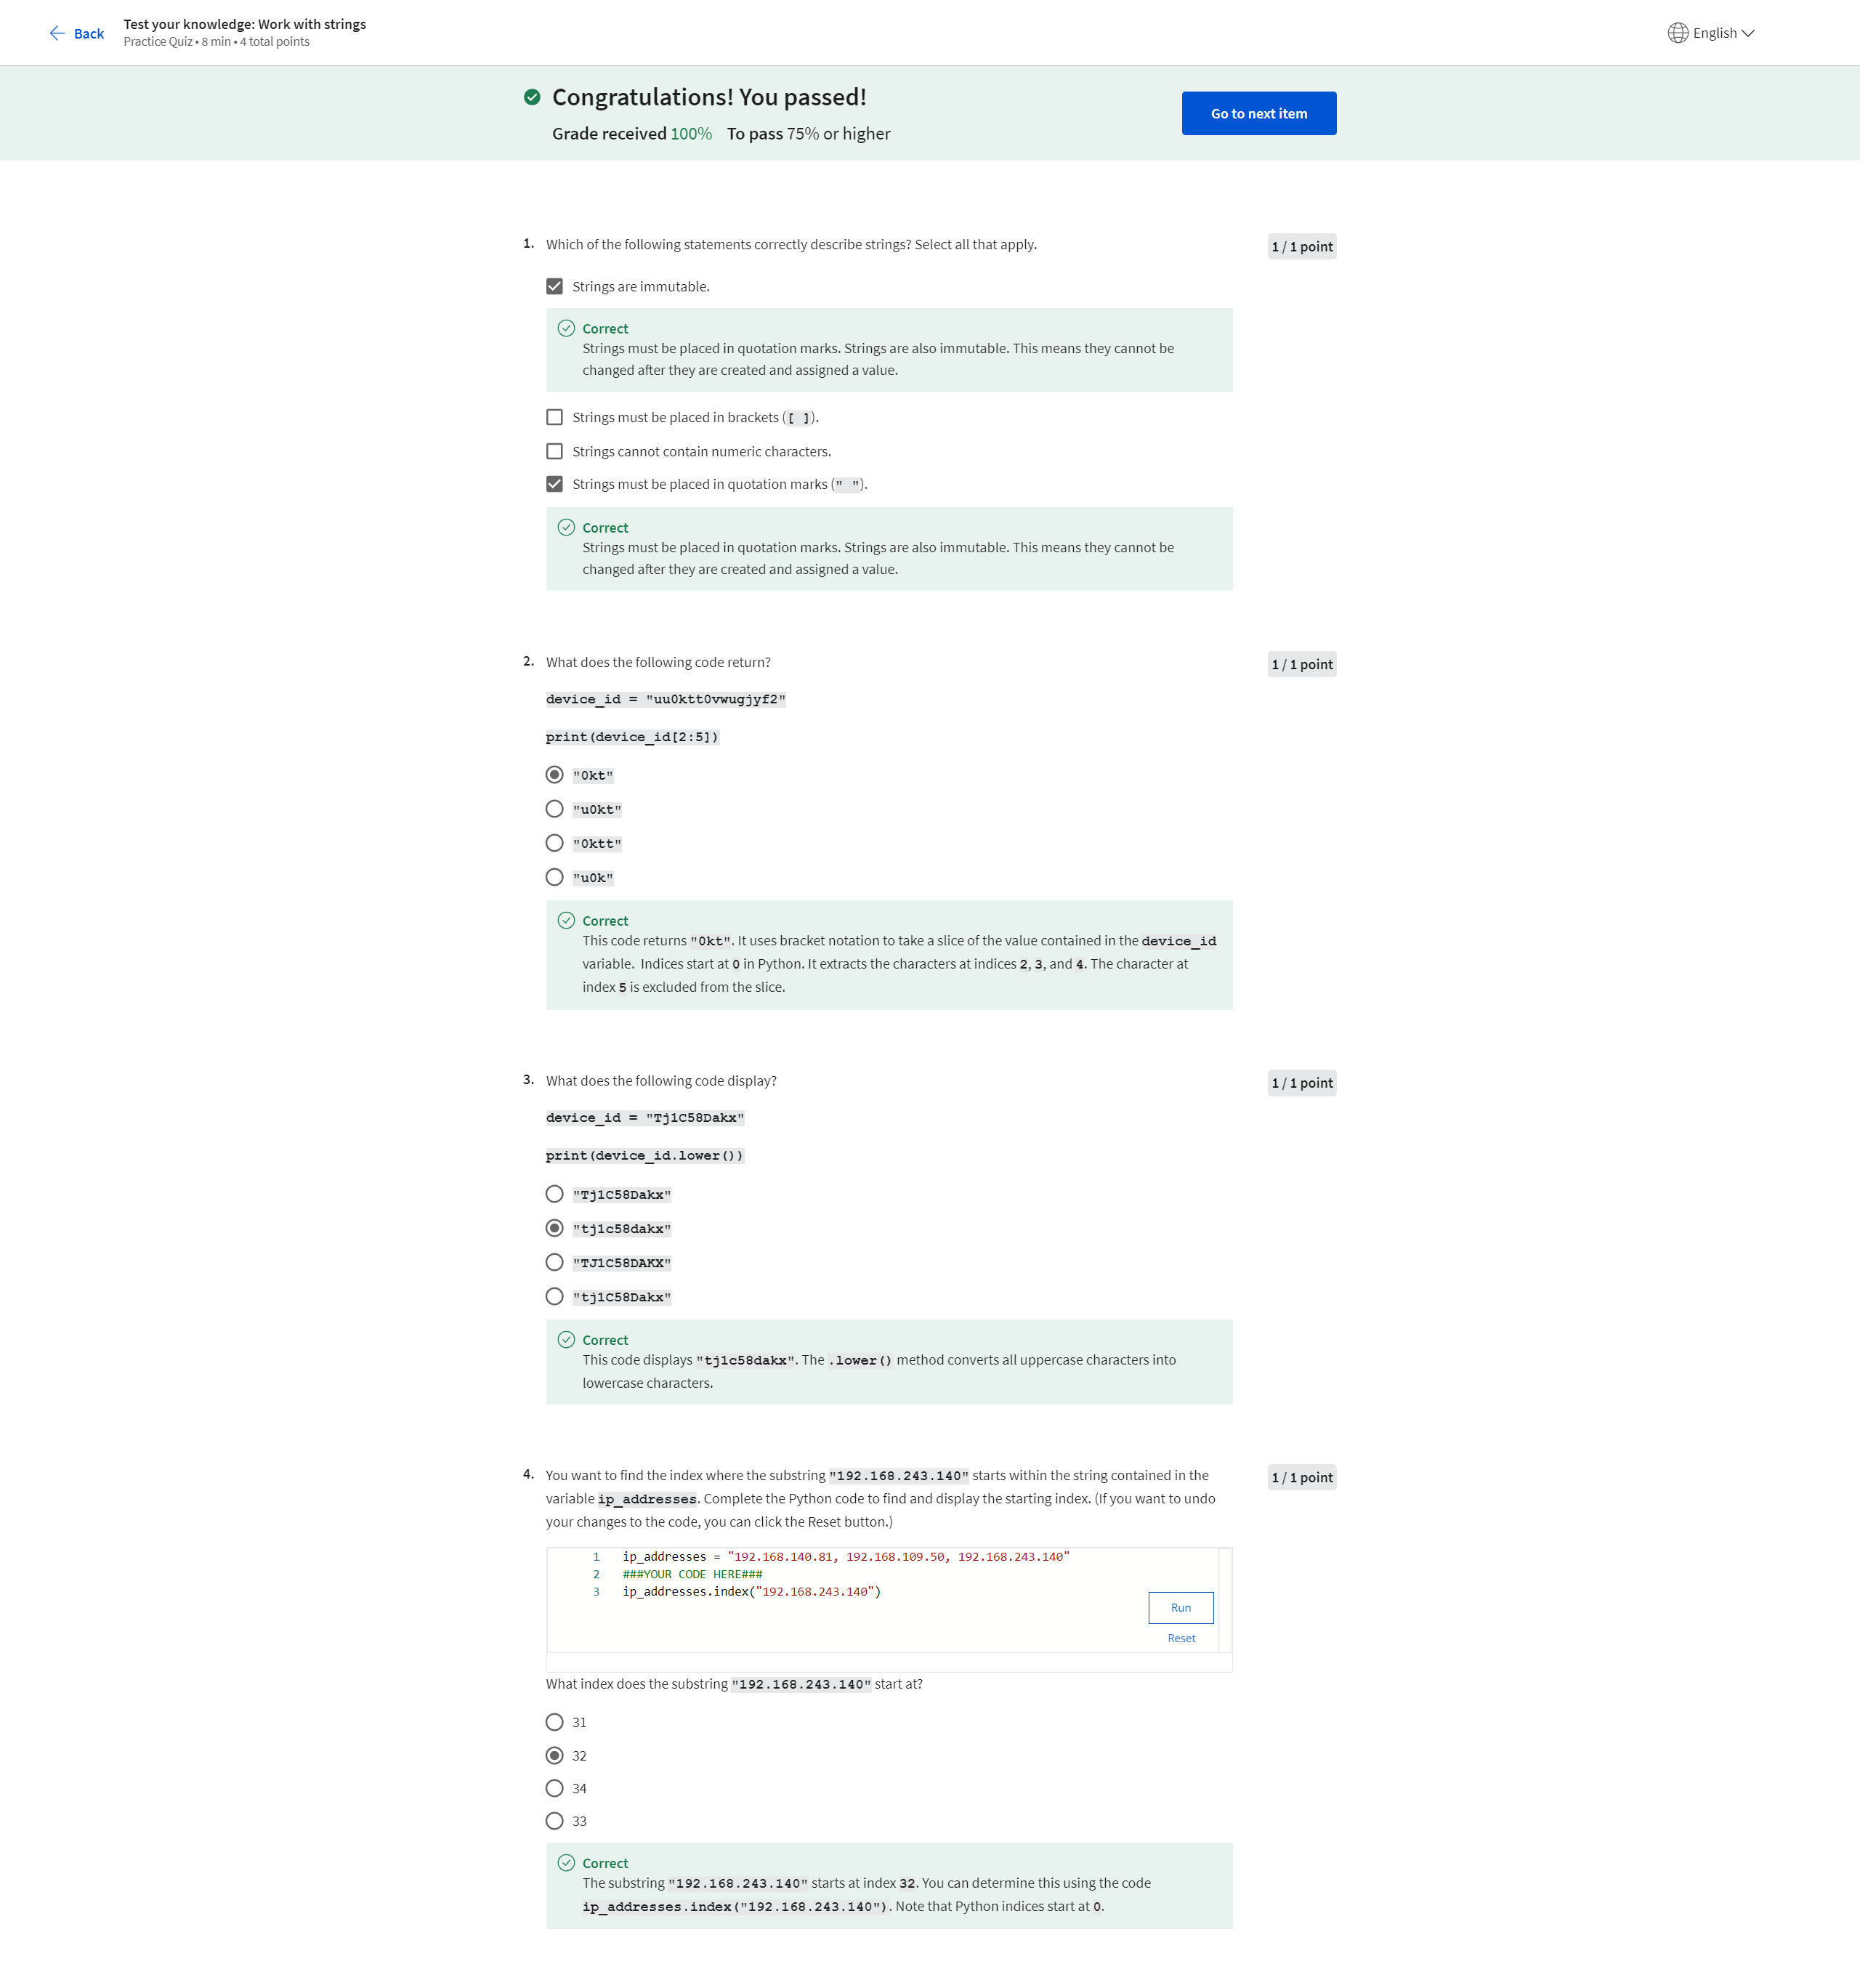 Back
Test your knowledge: Work with strings
Practice Quiz • 8 min • 4 total points
English
Congratulations! You passed!
Grade received 100% To pass 75% or higher
Go to next item
1. Which of the following statements correctly describe strings? Select all that apply.
1 / 1 point
Strings are immutable.
Correct
Strings must be placed in quotation marks. Strings are also immutable. This means they cannot be
changed after they are created and assigned a value.
Strings must be placed in brackets ([ ]).
Strings cannot contain numeric characters.
Strings must be placed in quotation marks (" ").
Correct
Strings must be placed in quotation marks. Strings are also immutable. This means they cannot be
changed after they are created and assigned a value.
2. What does the following code return?
1 / 1 point
device_id = "uu0ktt0vwugjyf2"
print(device_id[2:5])
"0kt"
"u0kt"
"0ktt"
"u0k"
Correct
This code returns "0kt". It uses bracket notation to take a slice of the value contained in the device_id
variable. Indices start at 0 in Python. It extracts the characters at indices 2, 3, and 4. The character at
index 5 is excluded from the slice.
3. What does the following code display?
1 / 1 point
device_id = "Tj1C58Dakx"
print(device_id.lower())
"Tj1C58Dakx"
"tj1c58dakx"
"TJ1C58DAKX"
"tj1C58Dakx"
Correct
This code displays "tj1c58dakx". The .lower() method converts all uppercase characters into
lowercase characters.
4. You want to find the index where the substring "192.168.243.140" starts within the string contained in the
1 / 1 point
variable ip_addresses. Complete the Python code to find and display the starting index. (If you want to undo
your changes to the code, you can click the Reset button.)
1 ip_addresses = "192.168.140.81, 192.168.109.50, 192.168.243.140"
2 ###YOUR CODE HERE###
3 ip_addresses.index("192.168.243.140")
Run
Reset
What index does the substring "192.168.243.140" start at?
31
32
34
33
Correct
The substring "192.168.243.140" starts at index 32. You can determine this using the code
ip_addresses.index("192.168.243.140"). Note that Python indices start at 0.